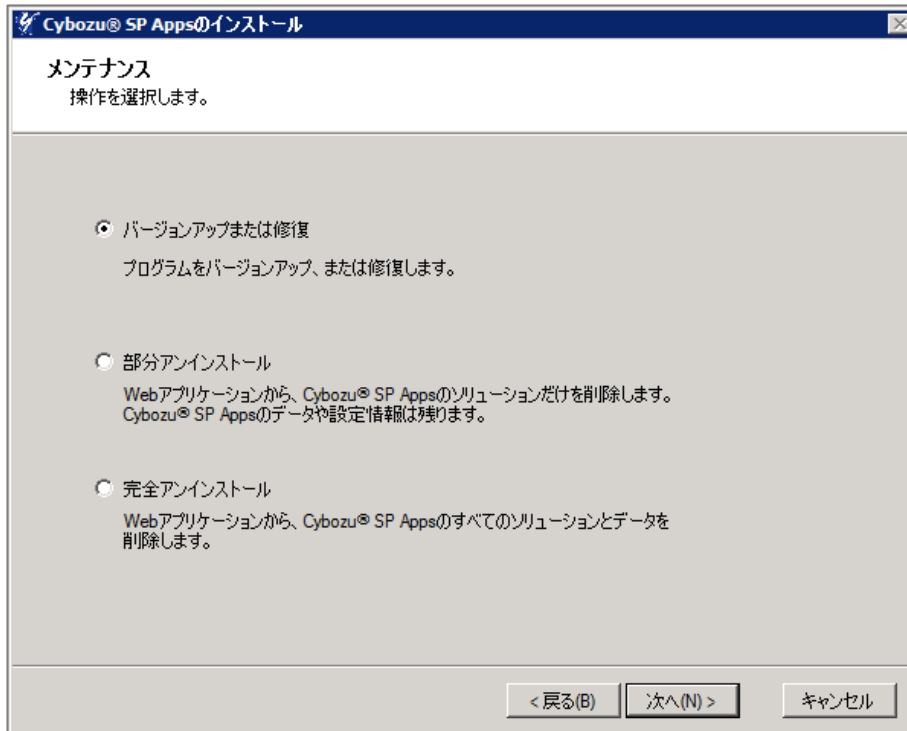 Cybozu® SP Appsのインストール
メンテナンス
操作を選択します。
バージョンアップまたは修復
プログラムをバージョンアップ、または修復します。
部分アンインストール
Webアプリケーションから、Cybozu® SP Appsのソリューションだけを削除します。
Cybozu® SP Appsのデータや設定情報は残ります。
完全アンインストール
Webアプリケーションから、Cybozu® SP Appsのすべてのソリューションとデータを
削除します。
< 戻る(B) 次へ(N) > キャンセル